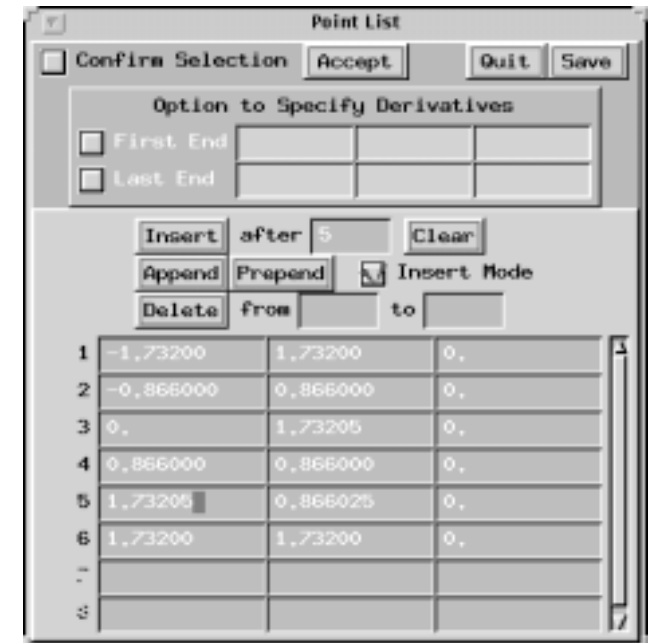 Point List
Confirm Selection Accept Quit Save
Option to Specify Derivatives
First End
Last End
Insert after 5 Clear
Append Prepend Insert Mode
Delete from to
1 -1.73200 1.73200 0.
2 -0.866000 0.866000 0.
3 0. 1.73205 0.
4 0.866000 0.866000 0.
5 1.73205 0.866025 0.
6 1.73200 1.73200 0.